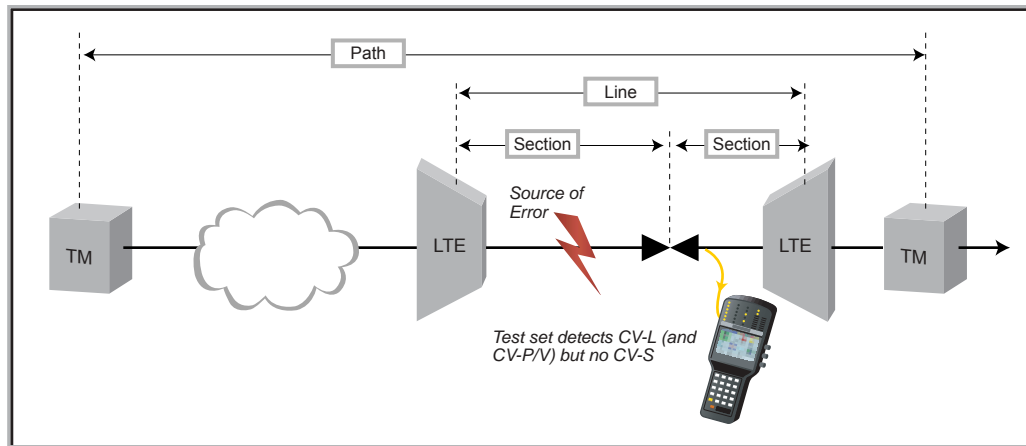 Path
Line
Section
Section
Source of
Error
TM
LTE
LTE
TM
Test set detects CV-L (and
CV-P/V) but no CV-S